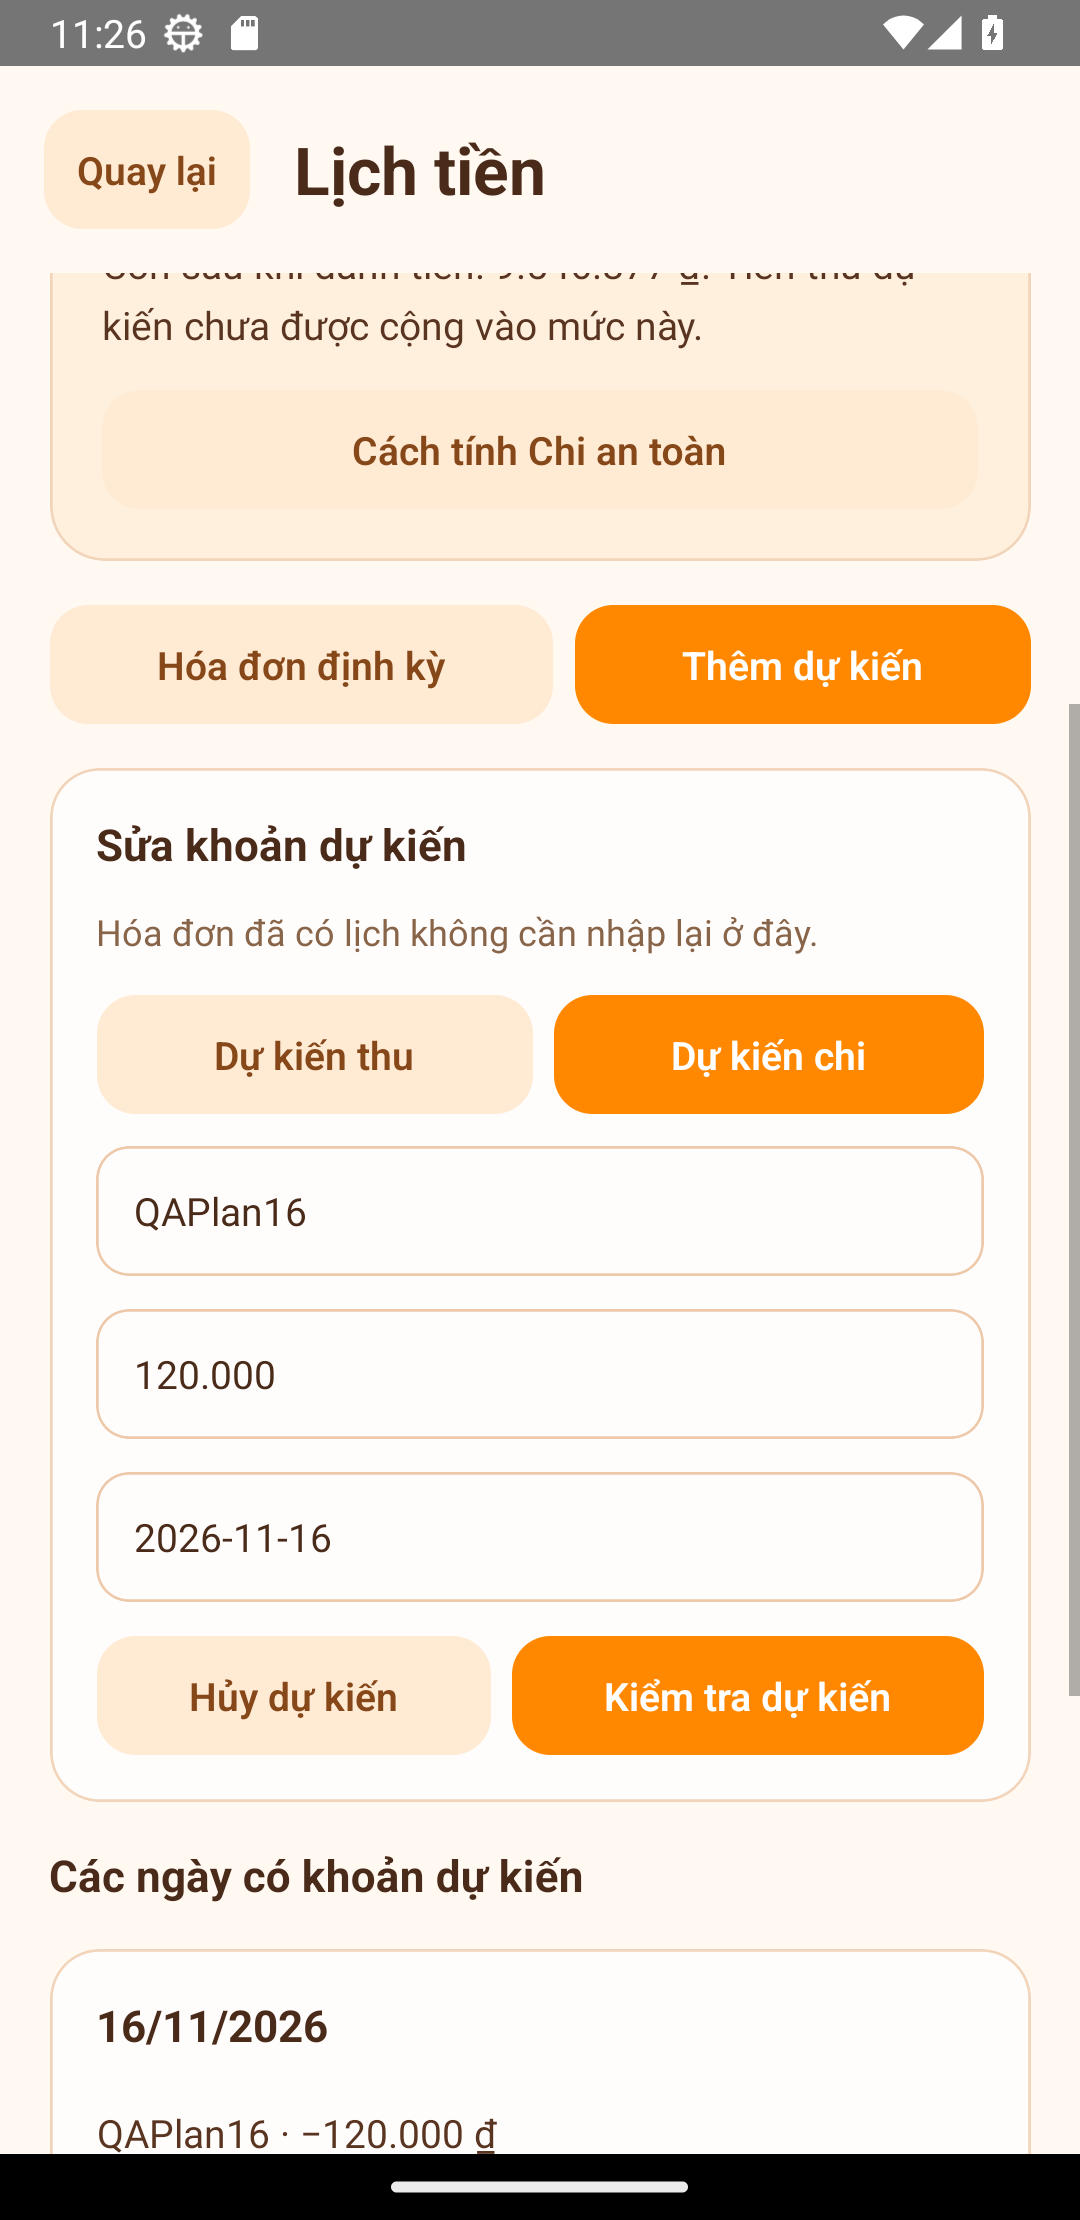 11:26
Quay lại
Lịch tiền
kiến chưa được cộng vào mức này.
Cách tính Chi an toàn
Hóa đơn định kỳ
Thêm dự kiến
Sửa khoản dự kiến
Hóa đơn đã có lịch không cần nhập lại ở đây.
Dự kiến thu
Dự kiến chi
QAPlan16
120.000
2026-11-16
Hủy dự kiến
Kiểm tra dự kiến
Các ngày có khoản dự kiến
16/11/2026
QAPlan16 · −120.000 ₫